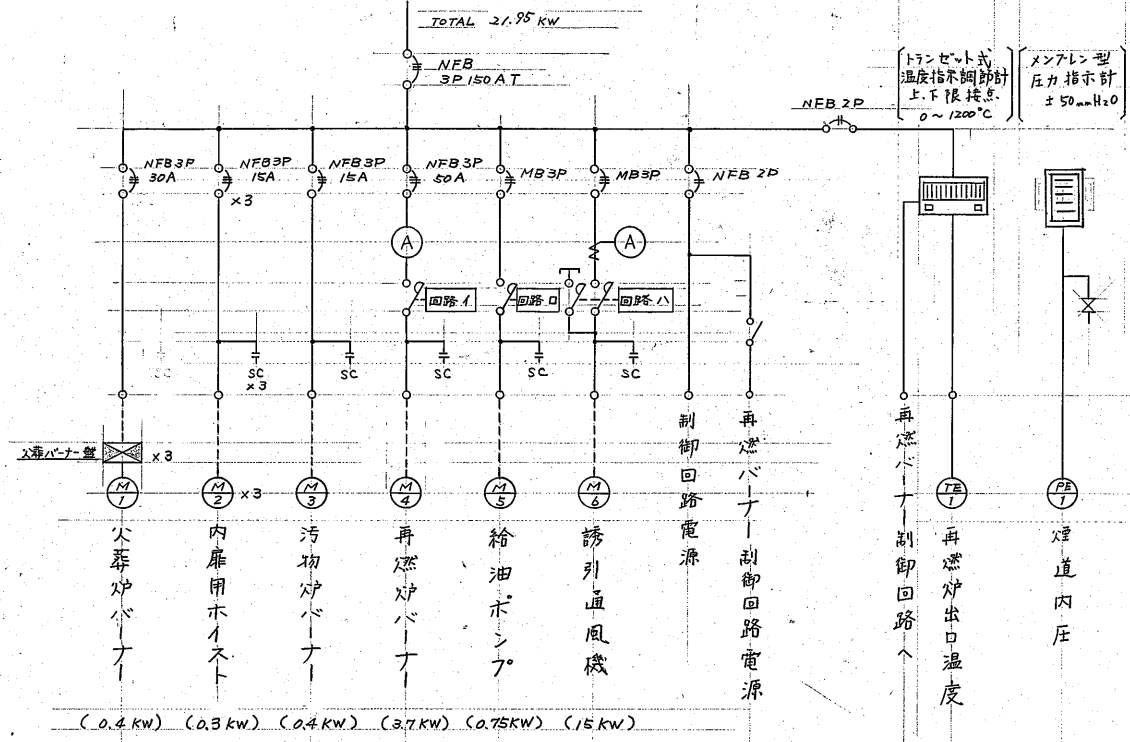 TOTAL 21.95 KW
NFB
3P 150AT
トランゼット式
温度指示調節計
上、下限接点
0～1200℃
メンブレン型
圧力指示計
±50mmH2O
NFB 2P
NFB3P
30A
NFB3P
15A
×3
NFB3P
15A
NFB3P
50A
MB3P
MB3P
NFB 2P
A
A
回路イ
回路ロ
回路ハ
SC
×3
SC
SC
SC
SC
火葬バーナー盤
×3
M
1
M
2
×3
M
3
M
4
M
5
M
6
TE
1
PE
1
火葬炉バーナー
内扉用ホイスト
汚物炉バーナー
再燃炉バーナー
給油ポンプ
誘引通風機
制御回路電源
再燃バーナー制御回路電源
再燃バーナー制御回路へ
再燃炉出口温度
煙道内圧
(0.4KW)
(0.3KW)
(0.4KW)
(3.7KW)
(0.75KW)
(15KW)